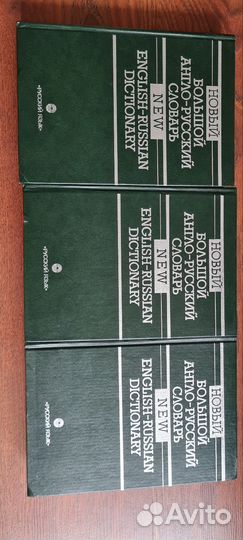 НОВЫЙ
БОЛЬШОЙ
АНГЛО-РУССКИЙ
СЛОВАРЬ
NEW
ENGLISH-RUSSIAN
DICTIONARY
«РУССКИЙ ЯЗЫК»
НОВЫЙ
БОЛЬШОЙ
АНГЛО-РУССКИЙ
СЛОВАРЬ
NEW
ENGLISH-RUSSIAN
DICTIONARY
«РУССКИЙ ЯЗЫК»
НОВЫЙ
БОЛЬШОЙ
АНГЛО-РУССКИЙ
СЛОВАРЬ
NEW
ENGLISH-RUSSIAN
DICTIONARY
«РУССКИЙ ЯЗЫК»
Avito